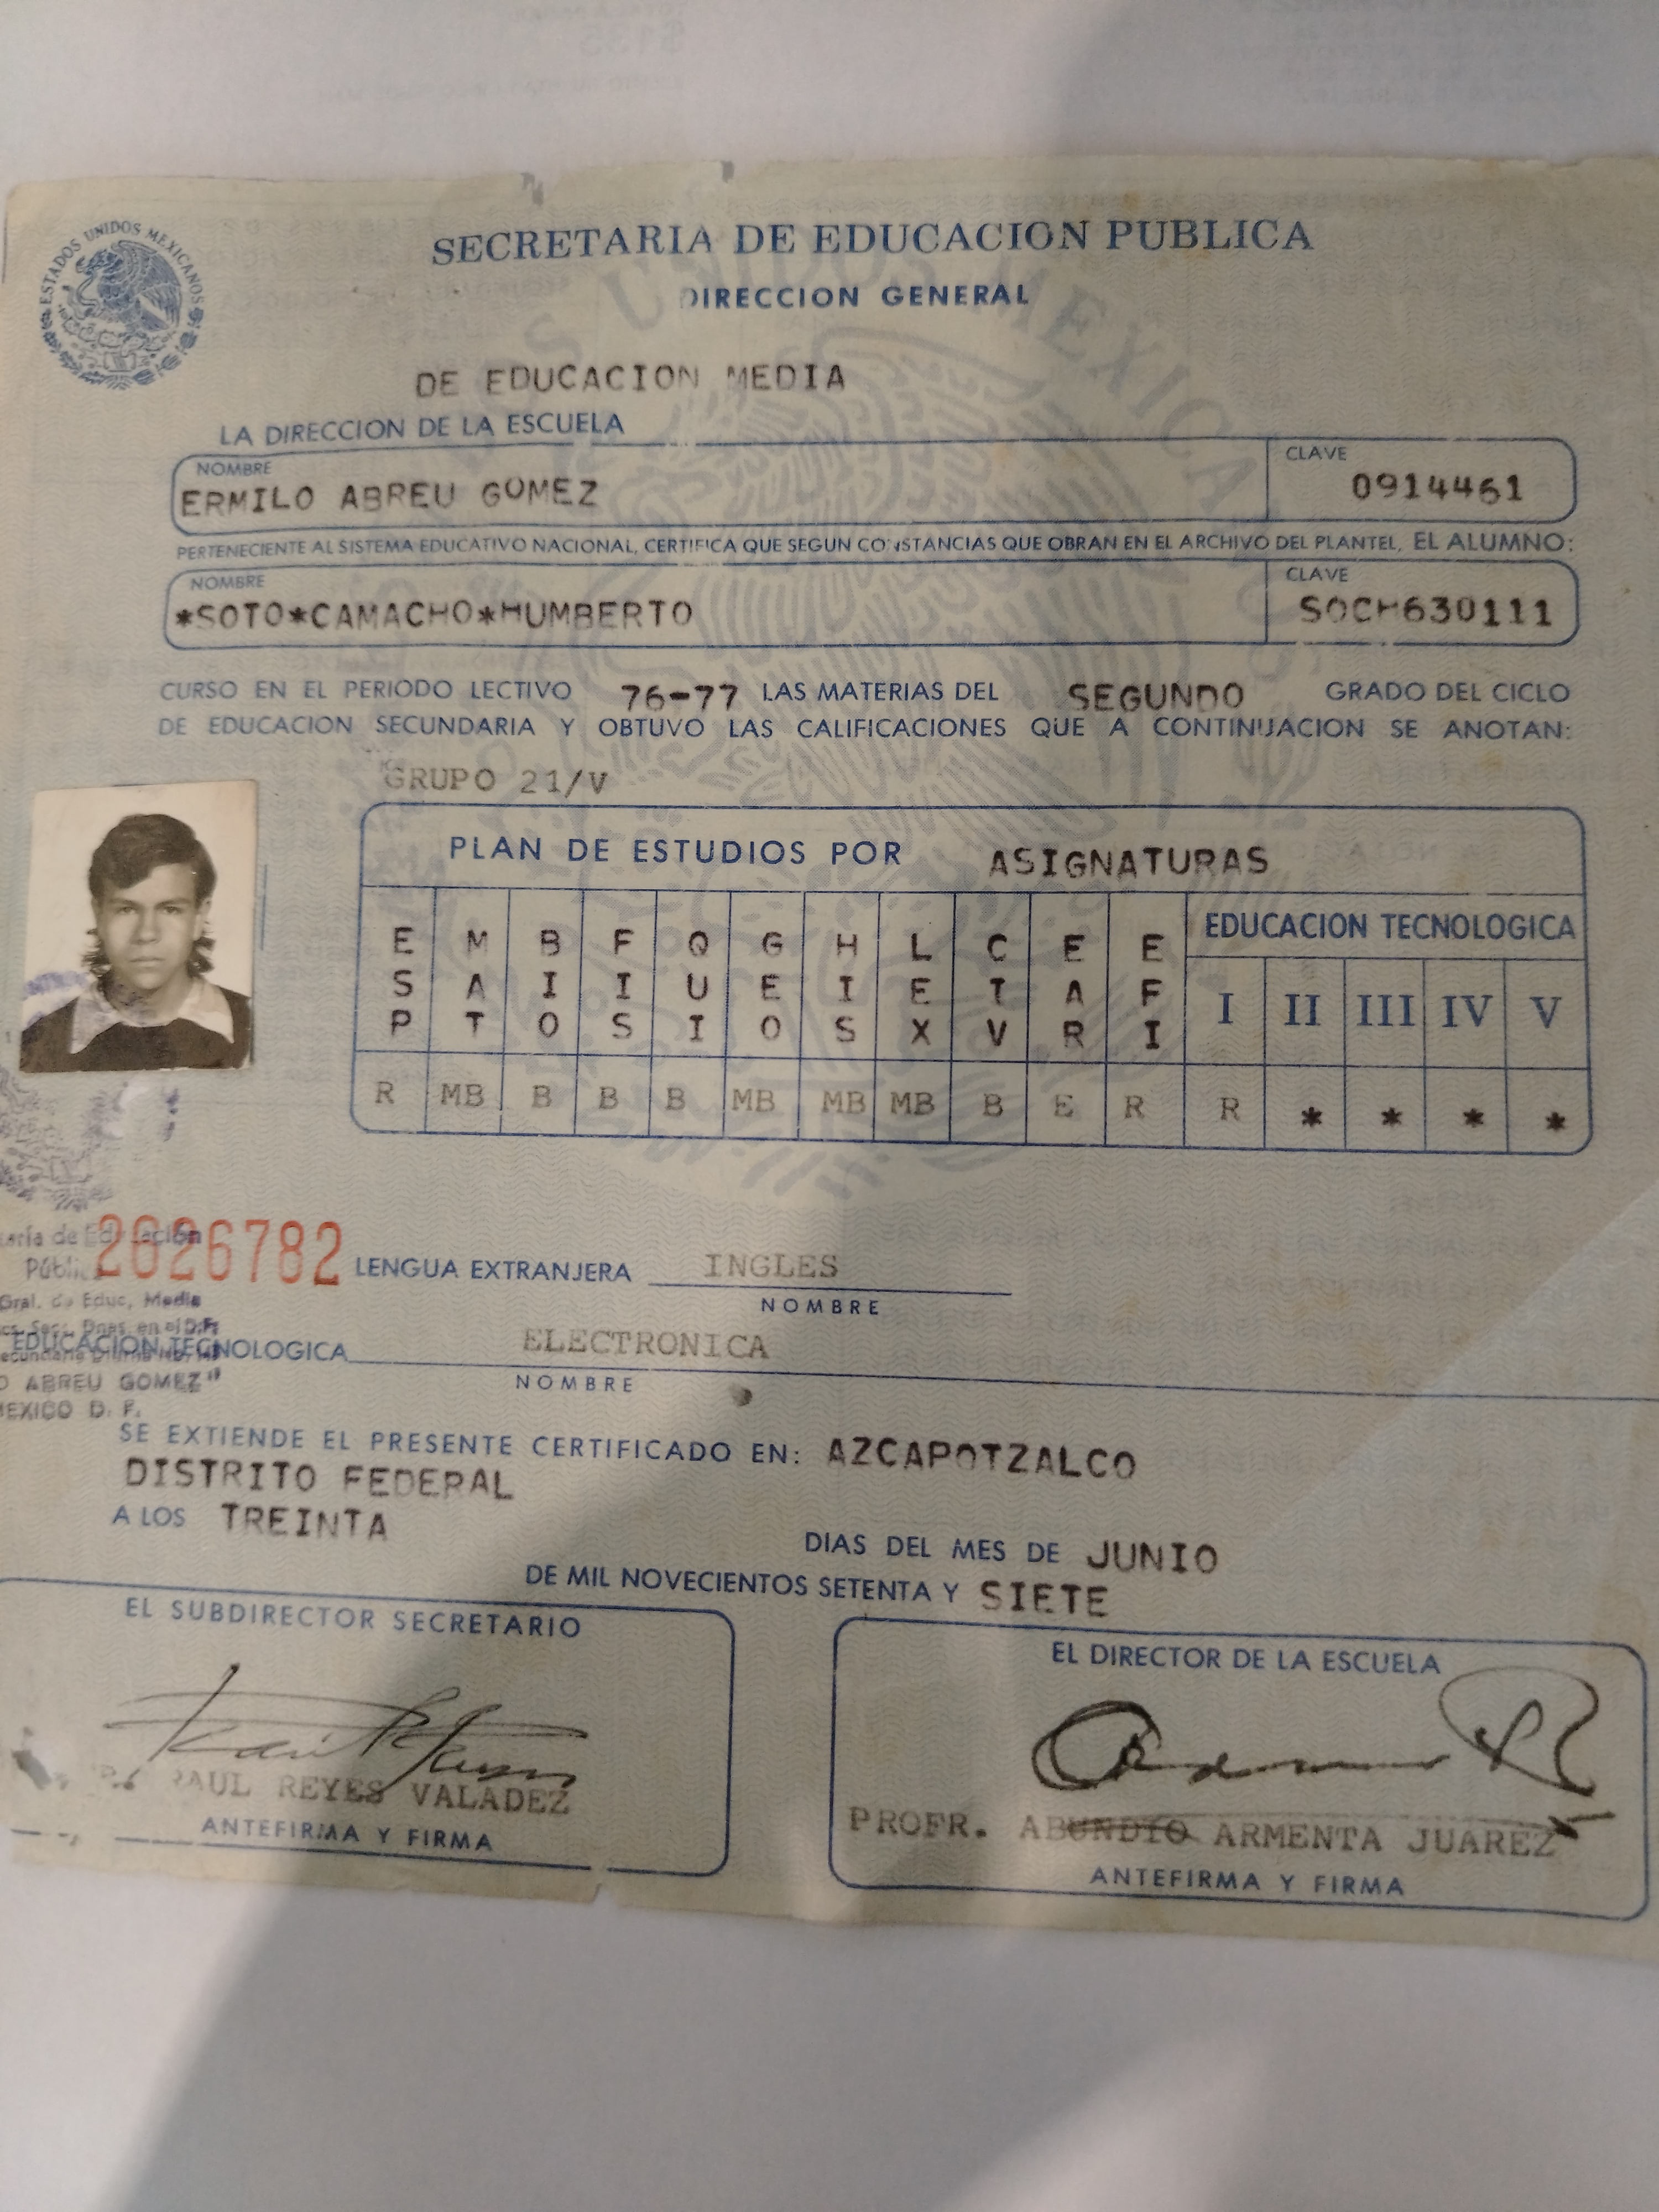 ESTADOS UNIDOS MEXICANOS
SECRETARIA DE EDUCACION PUBLICA
DIRECCION GENERAL
DE EDUCACION MEDIA
LA DIRECCION DE LA ESCUELA
NOMBRE CLAVE
ERMILO ABREU GOMEZ 0914461
PERTENECIENTE AL SISTEMA EDUCATIVO NACIONAL, CERTIFICA QUE SEGUN CONSTANCIAS QUE OBRAN EN EL ARCHIVO DEL PLANTEL, EL ALUMNO:
NOMBRE CLAVE
*SOTO*CAMACHO*HUMBERTO SOCH630111
CURSO EN EL PERIODO LECTIVO 76-77 LAS MATERIAS DEL SEGUNDO GRADO DEL CICLO
DE EDUCACION SECUNDARIA Y OBTUVO LAS CALIFICACIONES QUE A CONTINUACION SE ANOTAN:
GRUPO 21/V
PLAN DE ESTUDIOS POR ASIGNATURAS
ESP MAT BIO FIS QUI GEO HIS LEX CTV EAR EFI EDUCACION TECNOLOGICA
I II III IV V
R MB B B B MB MB MB B E R R * * * *
2626782
LENGUA EXTRANJERA INGLES
NOMBRE
EDUCACION TECNOLOGICA ELECTRONICA
NOMBRE
Gral. de Educ, Media
ABREU GOMEZ"
MEXICO D. F.
SE EXTIENDE EL PRESENTE CERTIFICADO EN: AZCAPOTZALCO
DISTRITO FEDERAL
A LOS TREINTA
DIAS DEL MES DE JUNIO
DE MIL NOVECIENTOS SETENTA Y SIETE
EL SUBDIRECTOR SECRETARIO
RAUL REYES VALADEZ
ANTEFIRMA Y FIRMA
EL DIRECTOR DE LA ESCUELA
PROFR. ABUNDIO ARMENTA JUAREZ
ANTEFIRMA Y FIRMA